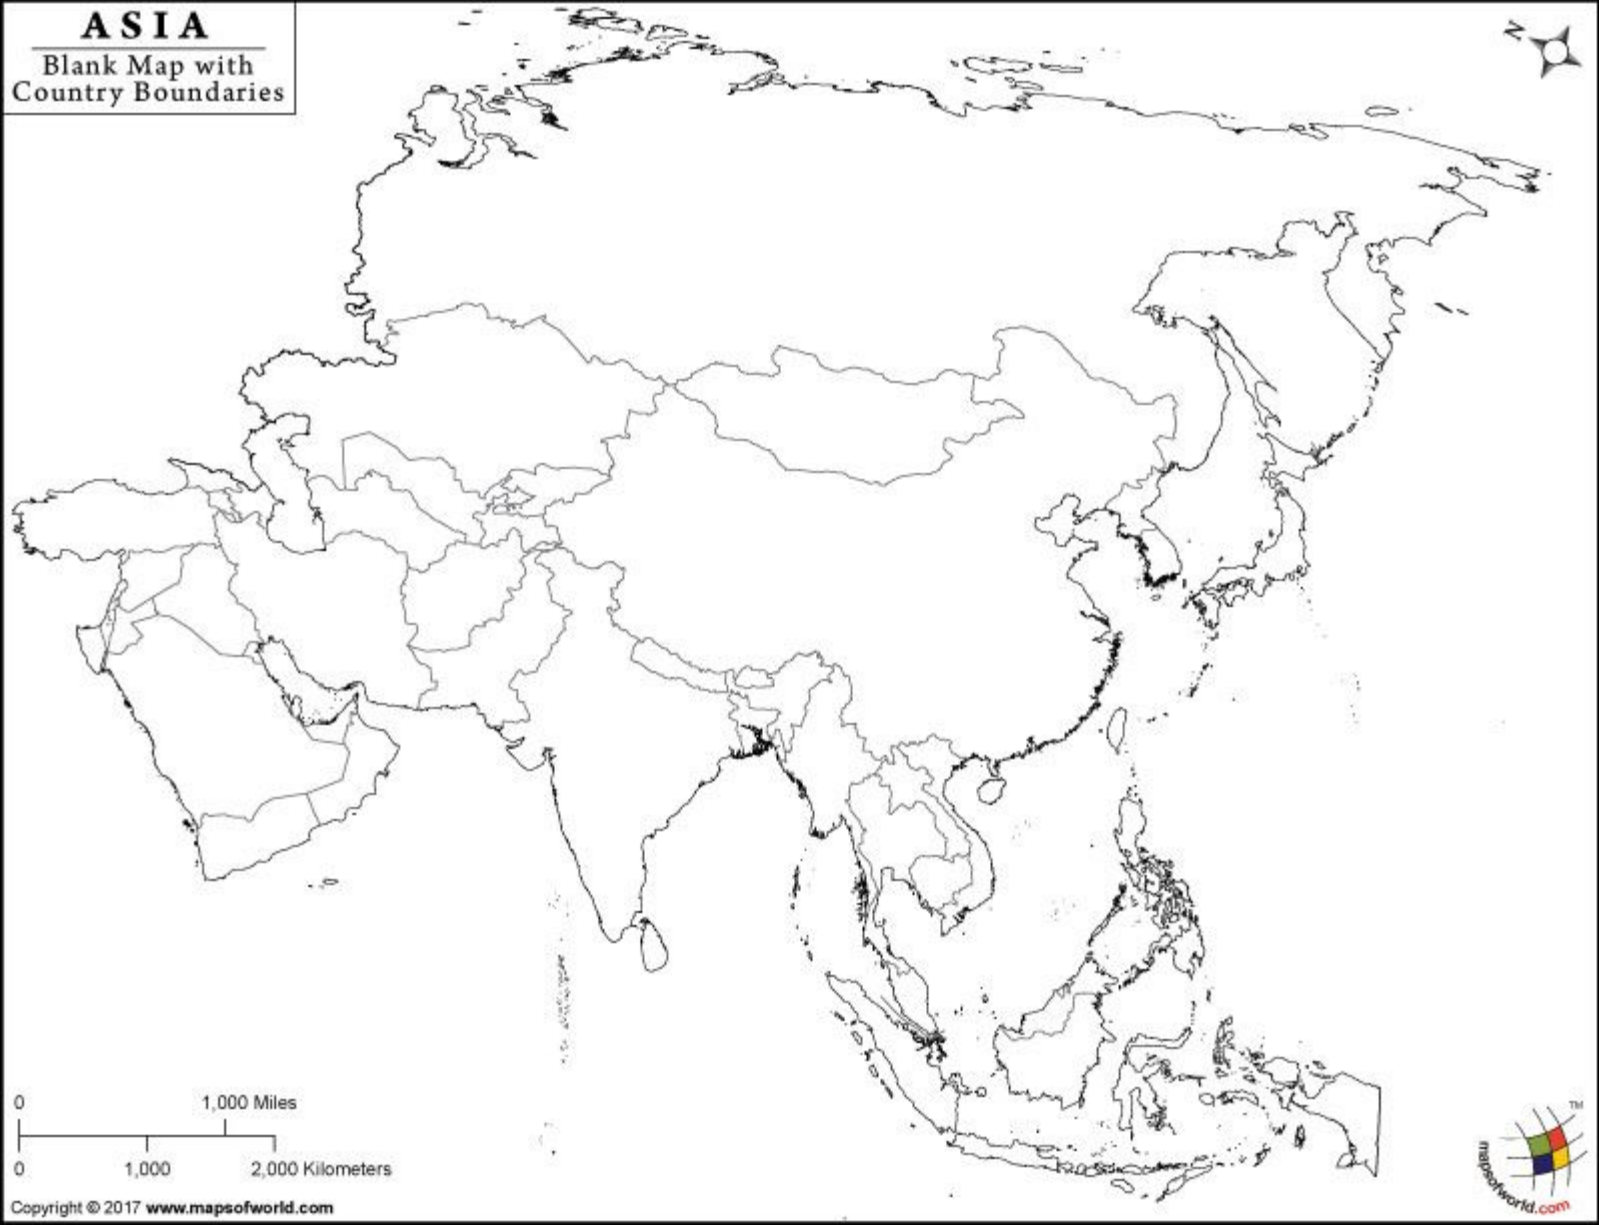 ASIA
Blank Map with
Country Boundaries
N
0 1,000 Miles
0 1,000 2,000 Kilometers
Copyright © 2017 www.mapsofworld.com
TM
mapsofworld.com